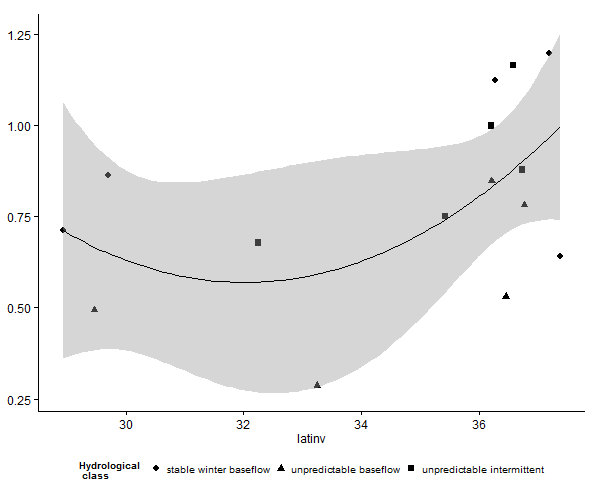 1.25
1.00
0.75
0.50
0.25
30 32 34 36
latinv
Hydrological
class
stable winter baseflow unpredictable baseflow unpredictable intermittent